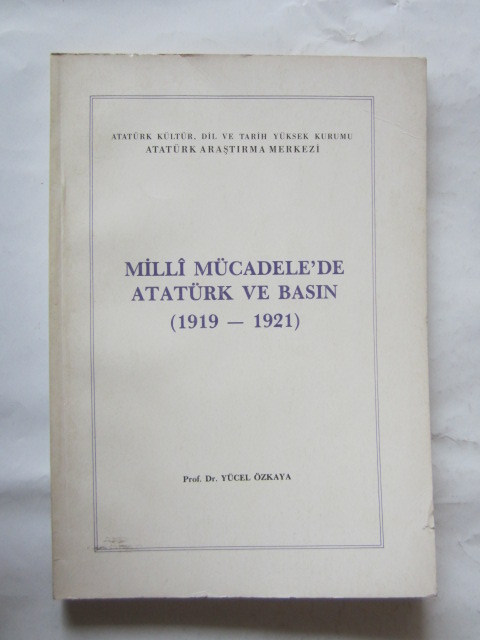 ATATÜRK KÜLTÜR, DİL VE TARİH YÜKSEK KURUMU
ATATÜRK ARAŞTIRMA MERKEZİ
MİLLÎ MÜCADELE'DE
ATATÜRK VE BASIN
(1919 — 1921)
Prof. Dr. YÜCEL ÖZKAYA